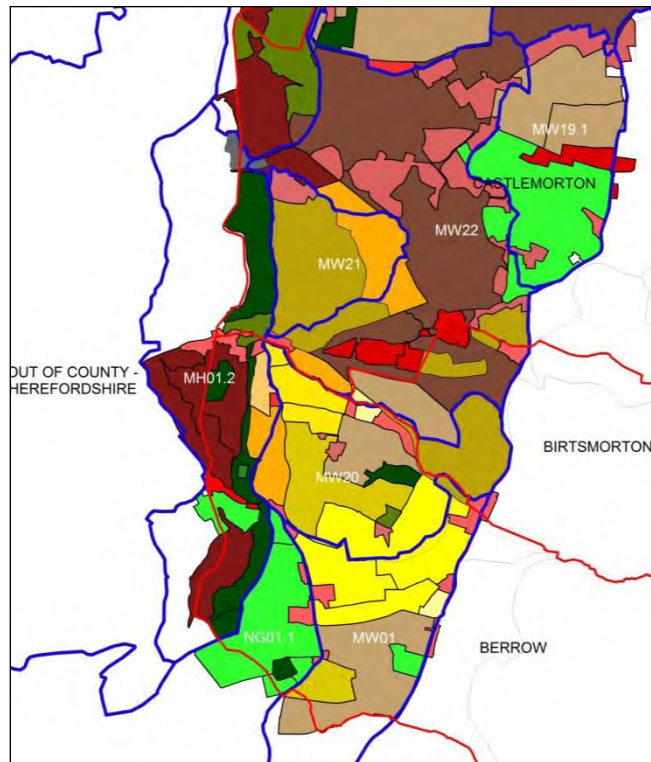 MW19.1
CASTLEMORTON
MW22
MW21
OUT OF COUNTY -
HEREFORDSHIRE
MH01.2
BIRTSMORTON
MW20
NG01.1
MW01
BERROW